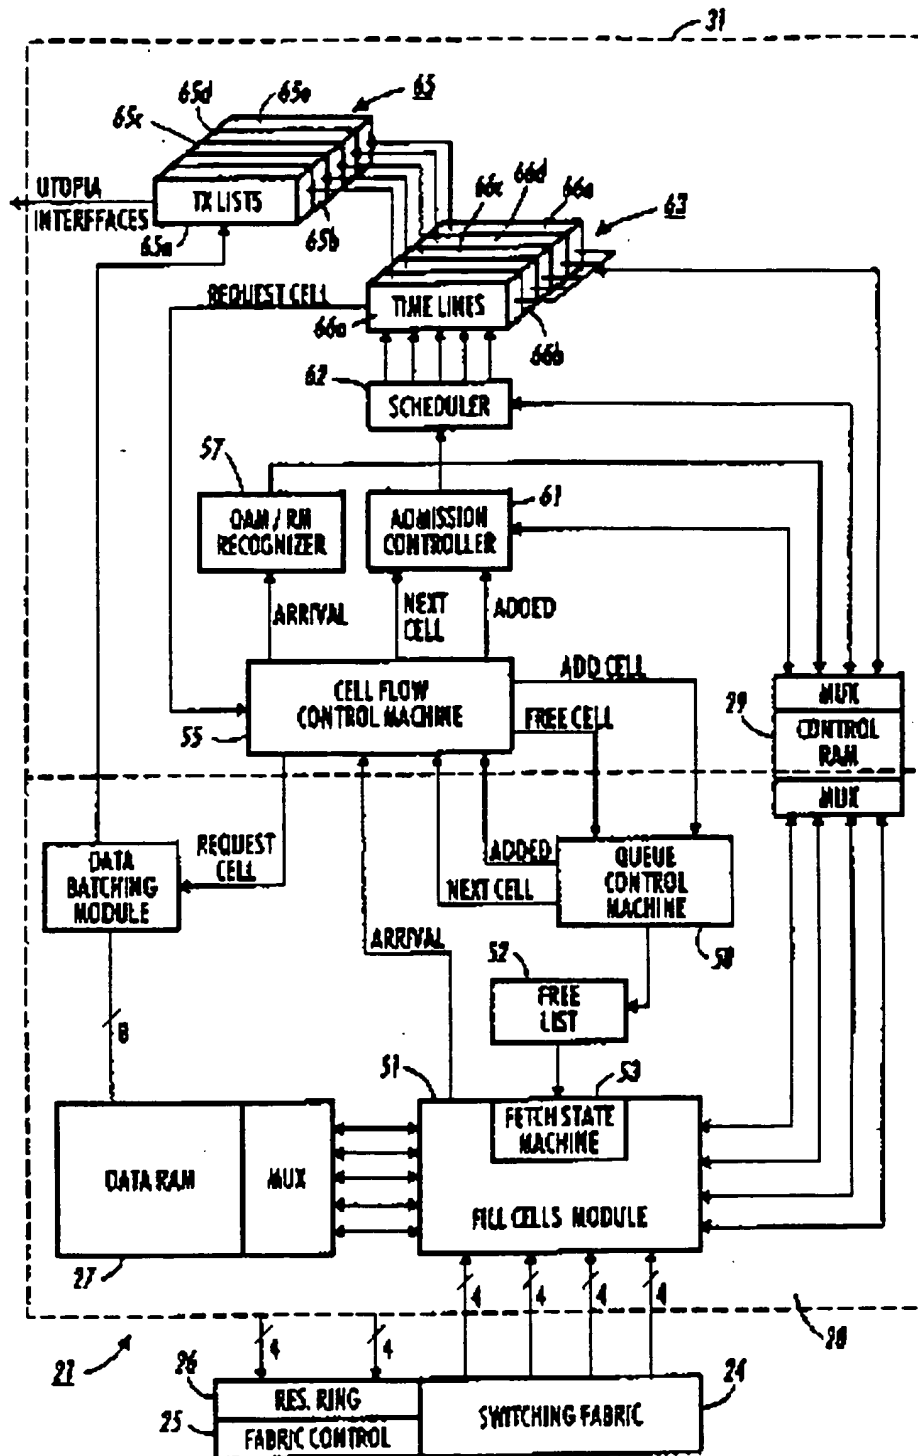 31
65d
65e
65
65c
66d
66e
66c
63
UTOPIA
INTERFFACES
TX LISTS
65a
65b
REQUEST CELL
66a
TIME LINES
66b
62
SCHEDULER
57
61
OAM / RM
RECOGNIZER
ADMISSION
CONTROLLER
ARRIVAL
NEXT
CELL
ADDED
ADD CELL
CELL FLOW
CONTROL MACHINE
FREE CELL
55
29
MUX
CONTROL
RAM
MUX
DATA
BATCHING
MODULE
REQUEST
CELL
ADDED
NEXT CELL
QUEUE
CONTROL
MACHINE
ARRIVAL
52
58
FREE
LIST
8
51
53
FETCH STATE
MACHINE
DATA RAM
MUX
FILL CELLS MODULE
27
4
4
4
4
28
21
4
4
26
24
RES. RING
SWITCHING FABRIC
25
FABRIC CONTROL